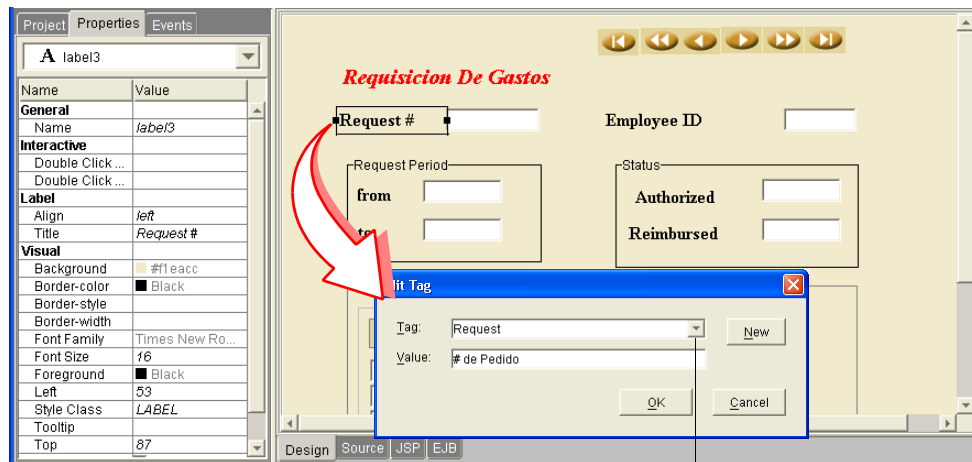 Project Properties Events
A label3
Name Value
General
Name label3
Interactive
Double Click ...
Double Click ...
Label
Align left
Title Request #
Visual
Background #f1eacc
Border-color Black
Border-style
Border-width
Font Family Times New Ro...
Font Size 16
Foreground Black
Left 53
Style Class LABEL
Tooltip
Top 87
Requisicion De Gastos
Request # Employee ID
Request Period Status
from Authorized
Reimbursed
Tag
Tag: Request New
Value: # de Pedido
OK Cancel
Design Source JSP EJB